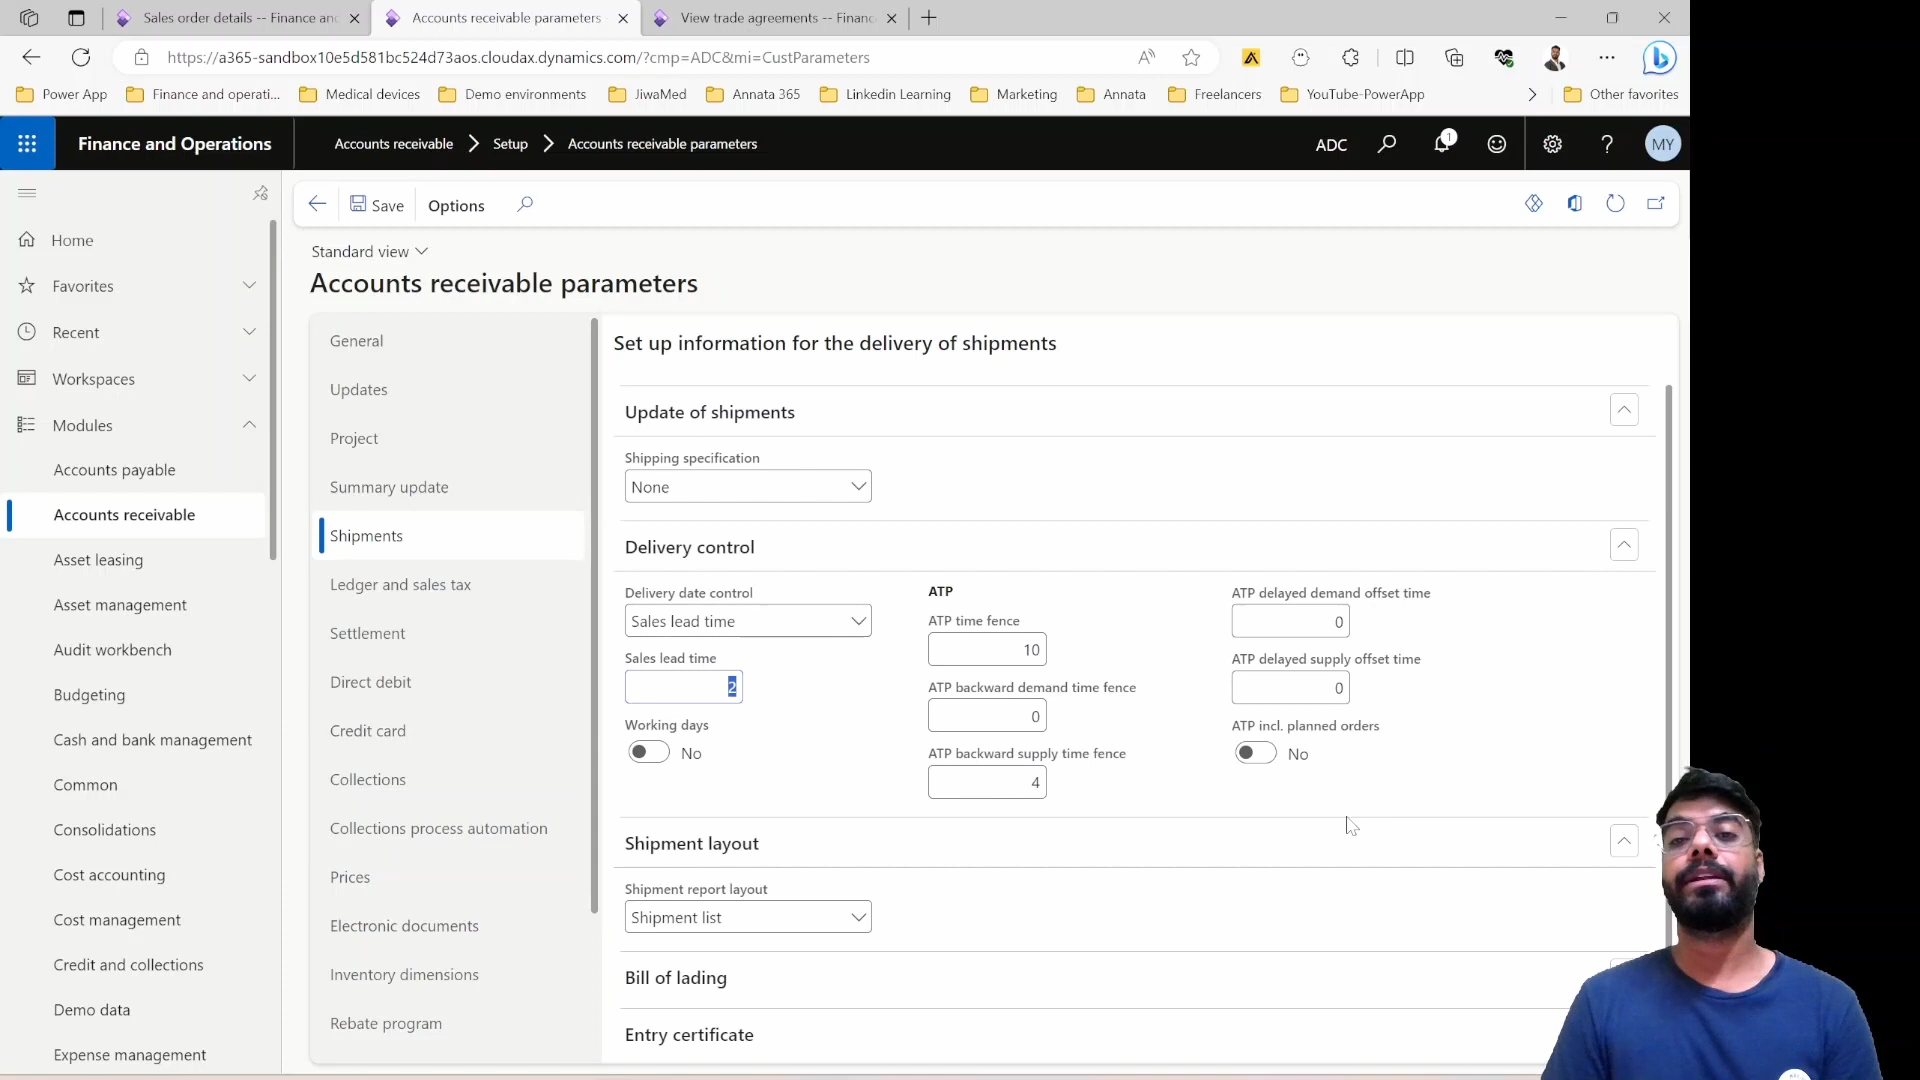 Sales order details -- Finance and
Accounts receivable parameters
View trade agreements -- Financ
https://a365-sandbox10e5d581bc524d73aos.cloudax.dynamics.com/?cmp=ADC&mi=CustParameters
Power App
Finance and operati...
Medical devices
Demo environments
JiwaMed
Annata 365
Linkedin Learning
Marketing
Annata
Freelancers
YouTube-PowerApp
Other favorites
Finance and Operations
Accounts receivable
Setup
Accounts receivable parameters
ADC
1
MY
Save
Options
Home
Favorites
Recent
Workspaces
Modules
Accounts payable
Accounts receivable
Asset leasing
Asset management
Audit workbench
Budgeting
Cash and bank management
Common
Consolidations
Cost accounting
Cost management
Credit and collections
Demo data
Expense management
Standard view
Accounts receivable parameters
General
Updates
Project
Summary update
Shipments
Ledger and sales tax
Settlement
Direct debit
Credit card
Collections
Collections process automation
Prices
Electronic documents
Inventory dimensions
Rebate program
Set up information for the delivery of shipments
Update of shipments
Shipping specification
None
Delivery control
Delivery date control
Sales lead time
Sales lead time
2
Working days
No
ATP
ATP time fence
10
ATP backward demand time fence
0
ATP backward supply time fence
4
ATP delayed demand offset time
0
ATP delayed supply offset time
0
ATP incl. planned orders
No
Shipment layout
Shipment report layout
Shipment list
Bill of lading
Entry certificate